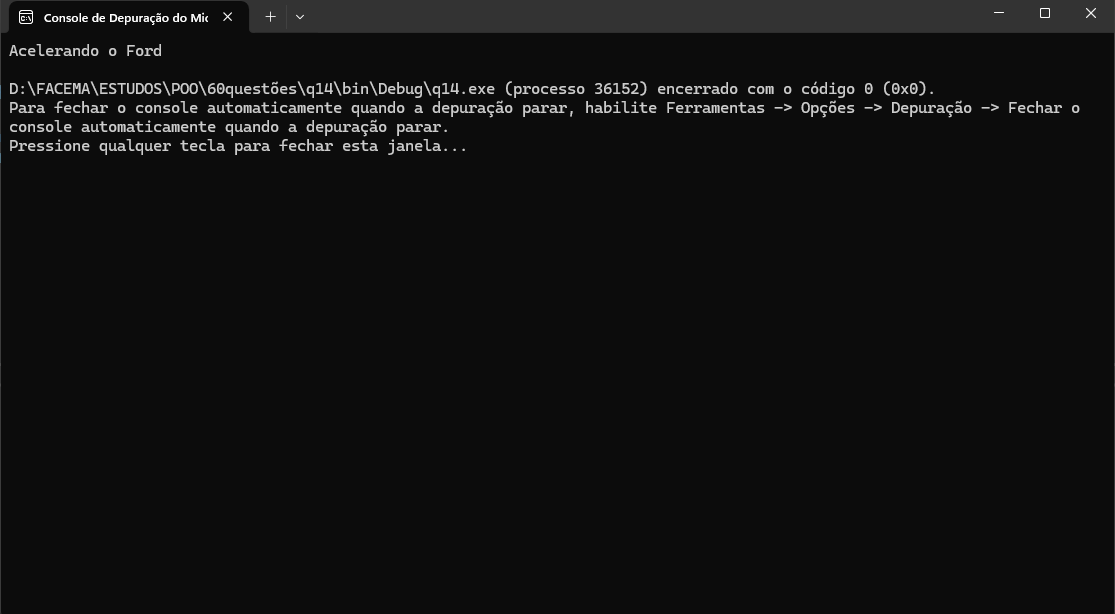 Console de Depuração do Mic
Acelerando o Ford
D:\FACEMA\ESTUDOS\POO\60questões\q14\bin\Debug\q14.exe (processo 36152) encerrado com o código 0 (0x0).
Para fechar o console automaticamente quando a depuração parar, habilite Ferramentas -> Opções -> Depuração -> Fechar o
console automaticamente quando a depuração parar.
Pressione qualquer tecla para fechar esta janela...